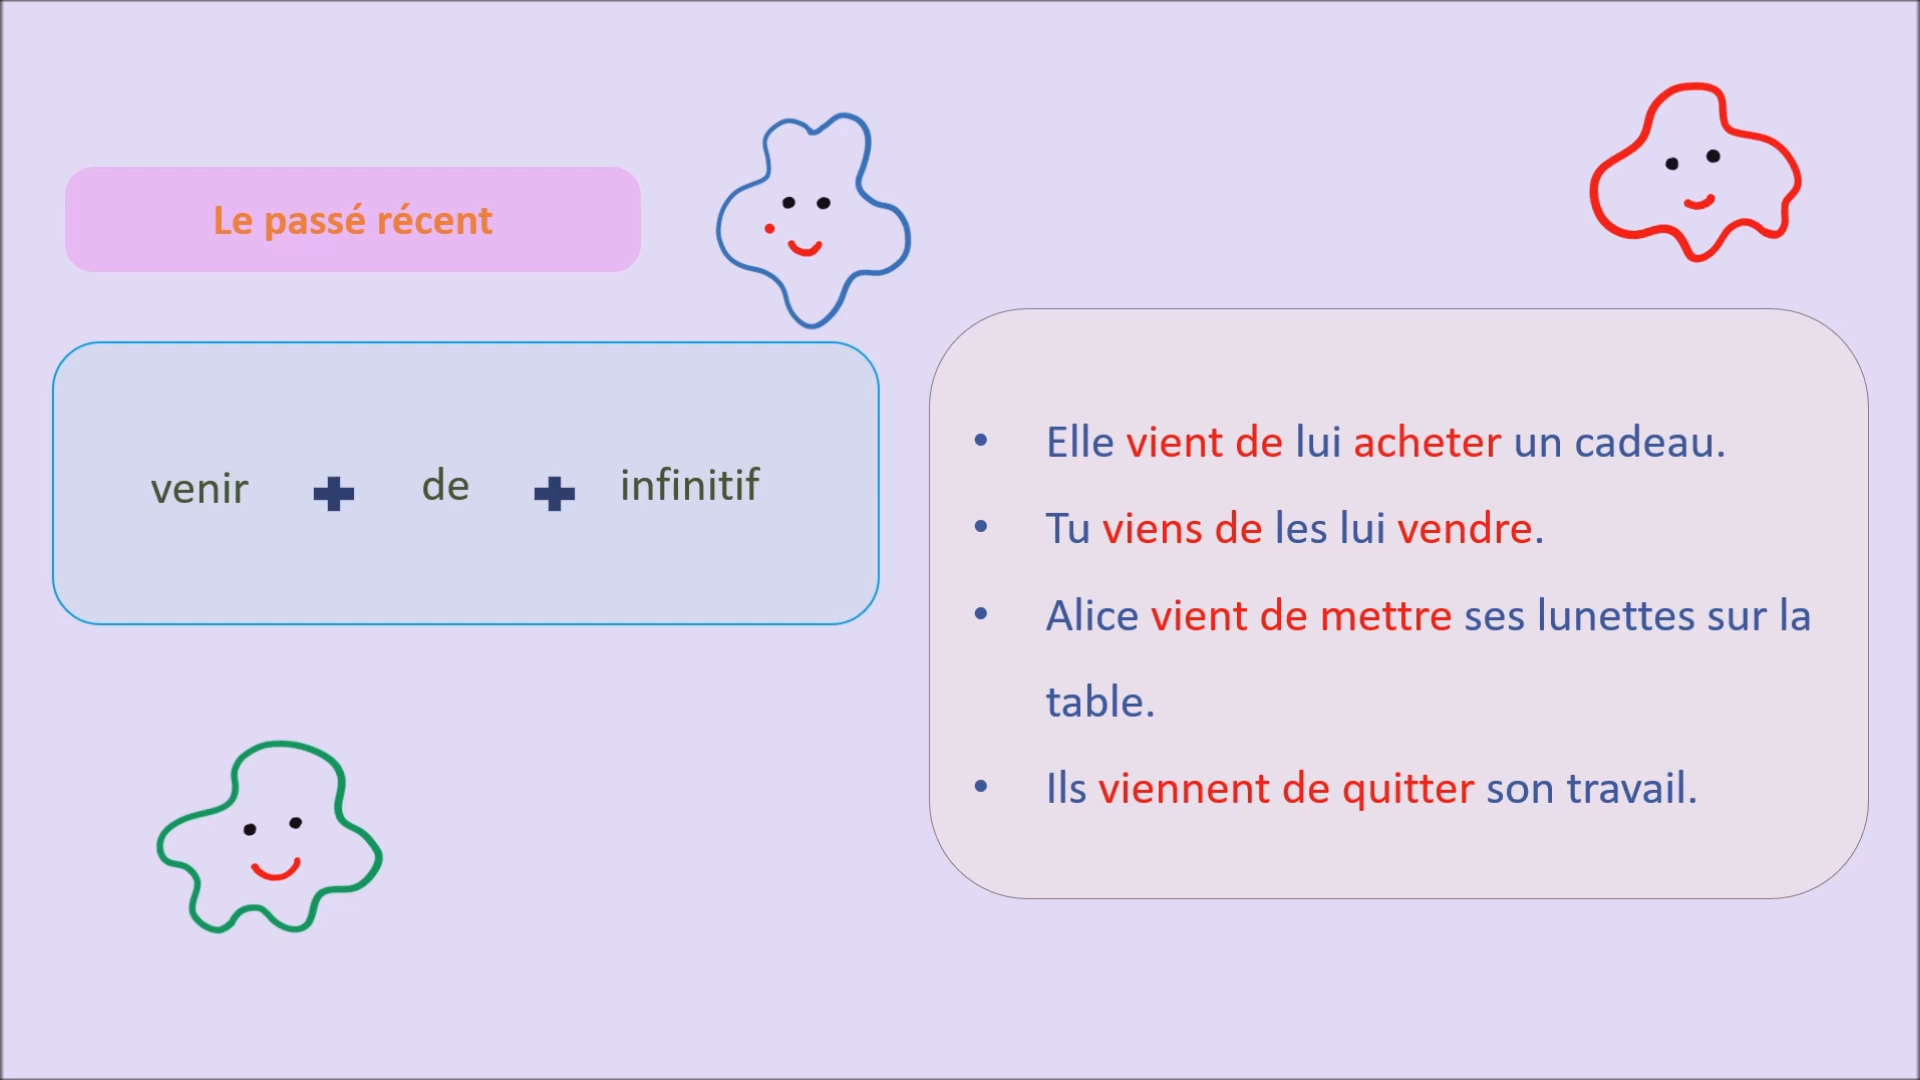 Le passé récent
venir + de + infinitif
• Elle vient de lui acheter un cadeau.
• Tu viens de les lui vendre.
• Alice vient de mettre ses lunettes sur la
table.
• Ils viennent de quitter son travail.